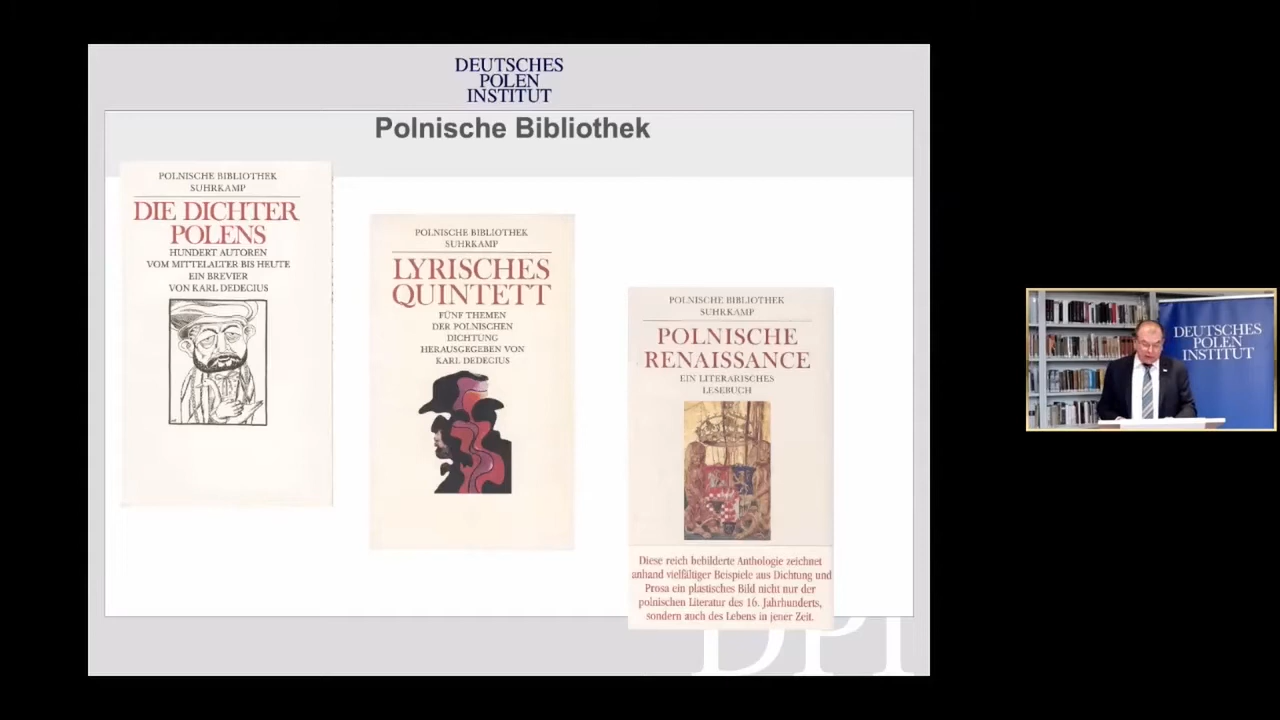 DEUTSCHES
POLEN
INSTITUT
Polnische Bibliothek
POLNISCHE BIBLIOTHEK
SUHRKAMP
DIE DICHTER
POLENS
HUNDERT AUTOREN
VOM MITTELALTER BIS HEUTE
EIN BREVIER
VON KARL DEDECIUS
POLNISCHE BIBLIOTHEK
SUHRKAMP
LYRISCHES
QUINTETT
FÜNF THEMEN
DER POLNISCHEN
DICHTUNG
HERAUSGEGEBEN VON
KARL DEDECIUS
POLNISCHE BIBLIOTHEK
SUHRKAMP
POLNISCHE
RENAISSANCE
EIN LITERARISCHES
LESEBUCH
Diese reich bebilderte Anthologie zeichnet
anhand vielfältiger Beispiele aus Dichtung und
Prosa ein plastisches Bild nicht nur der
polnischen Literatur des 16. Jahrhunderts,
sondern auch des Lebens in jener Zeit.
DPI
DEUTSCHES
POLEN
INSTITUT